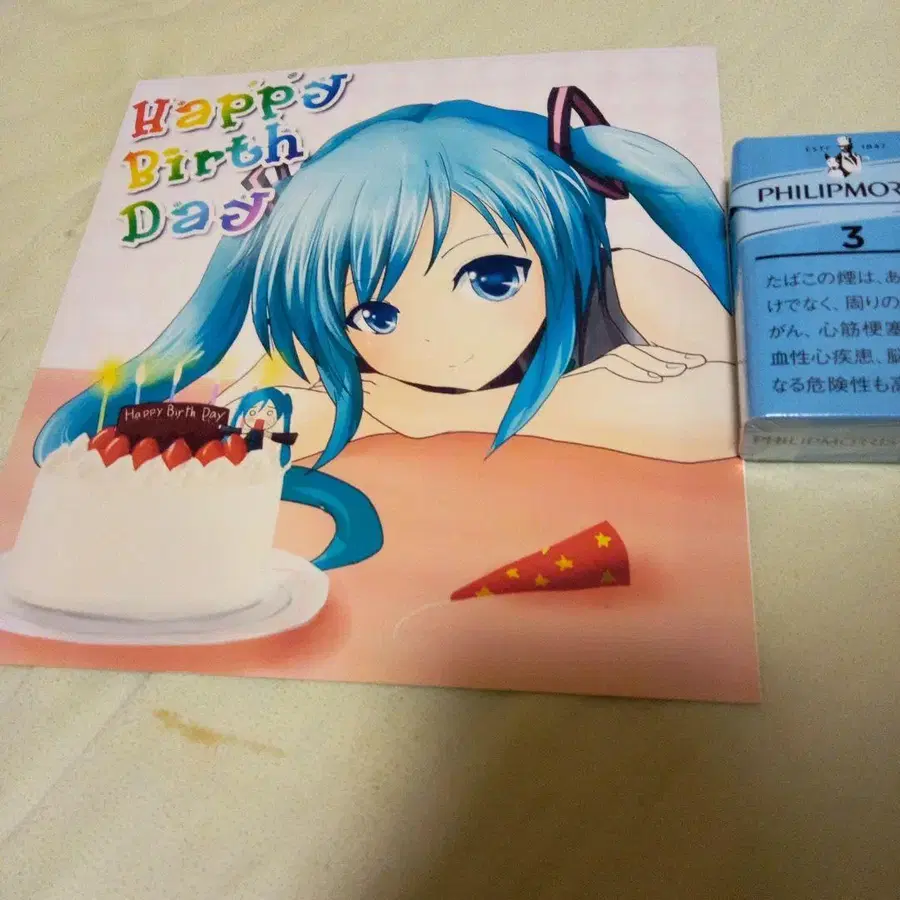 Happy
Birth
Day
Happy Birth Day
ESTD 1847
PHILIPMOR
3
たばこの煙は、あ
けでなく、周りの
がん、心筋梗塞
血性心疾患、脳
なる危険性も高
PHILIPMORRIS